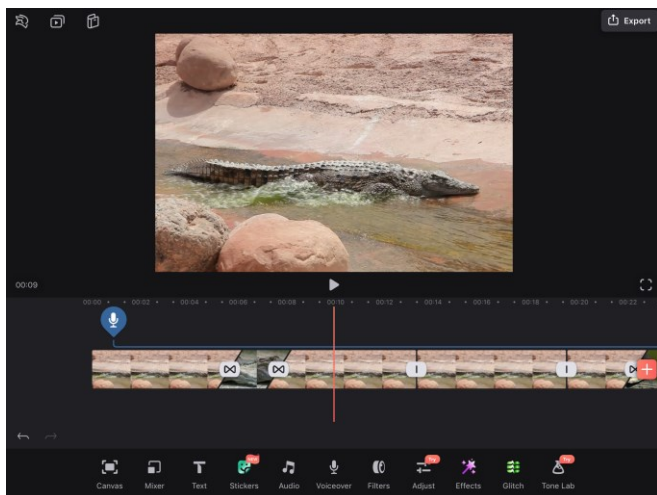 Export
00:09
00:00 00:02 00:04 00:06 00:08 00:10 00:12 00:14 00:16 00:18 00:20 00:22
Try Try
Canvas Mixer Text Stickers Audio Voiceover Filters Adjust Effects Glitch Tone Lab